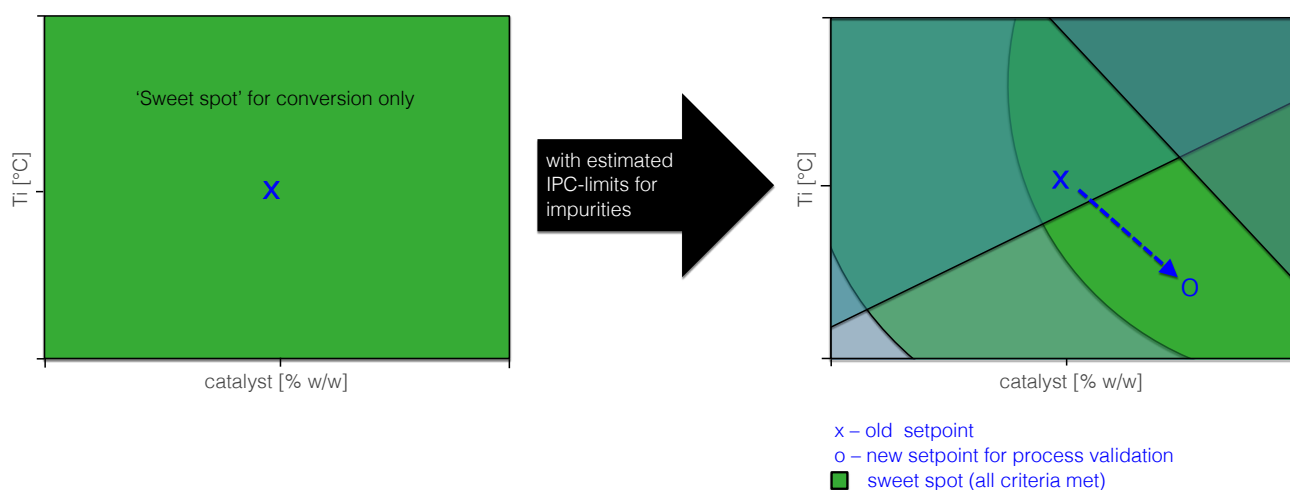 ‘Sweet spot’ for conversion only
x
Ti [°C]
catalyst [% w/w]
with estimated
IPC-limits for
impurities
x
o
Ti [°C]
catalyst [% w/w]
x – old setpoint
o – new setpoint for process validation
sweet spot (all criteria met)